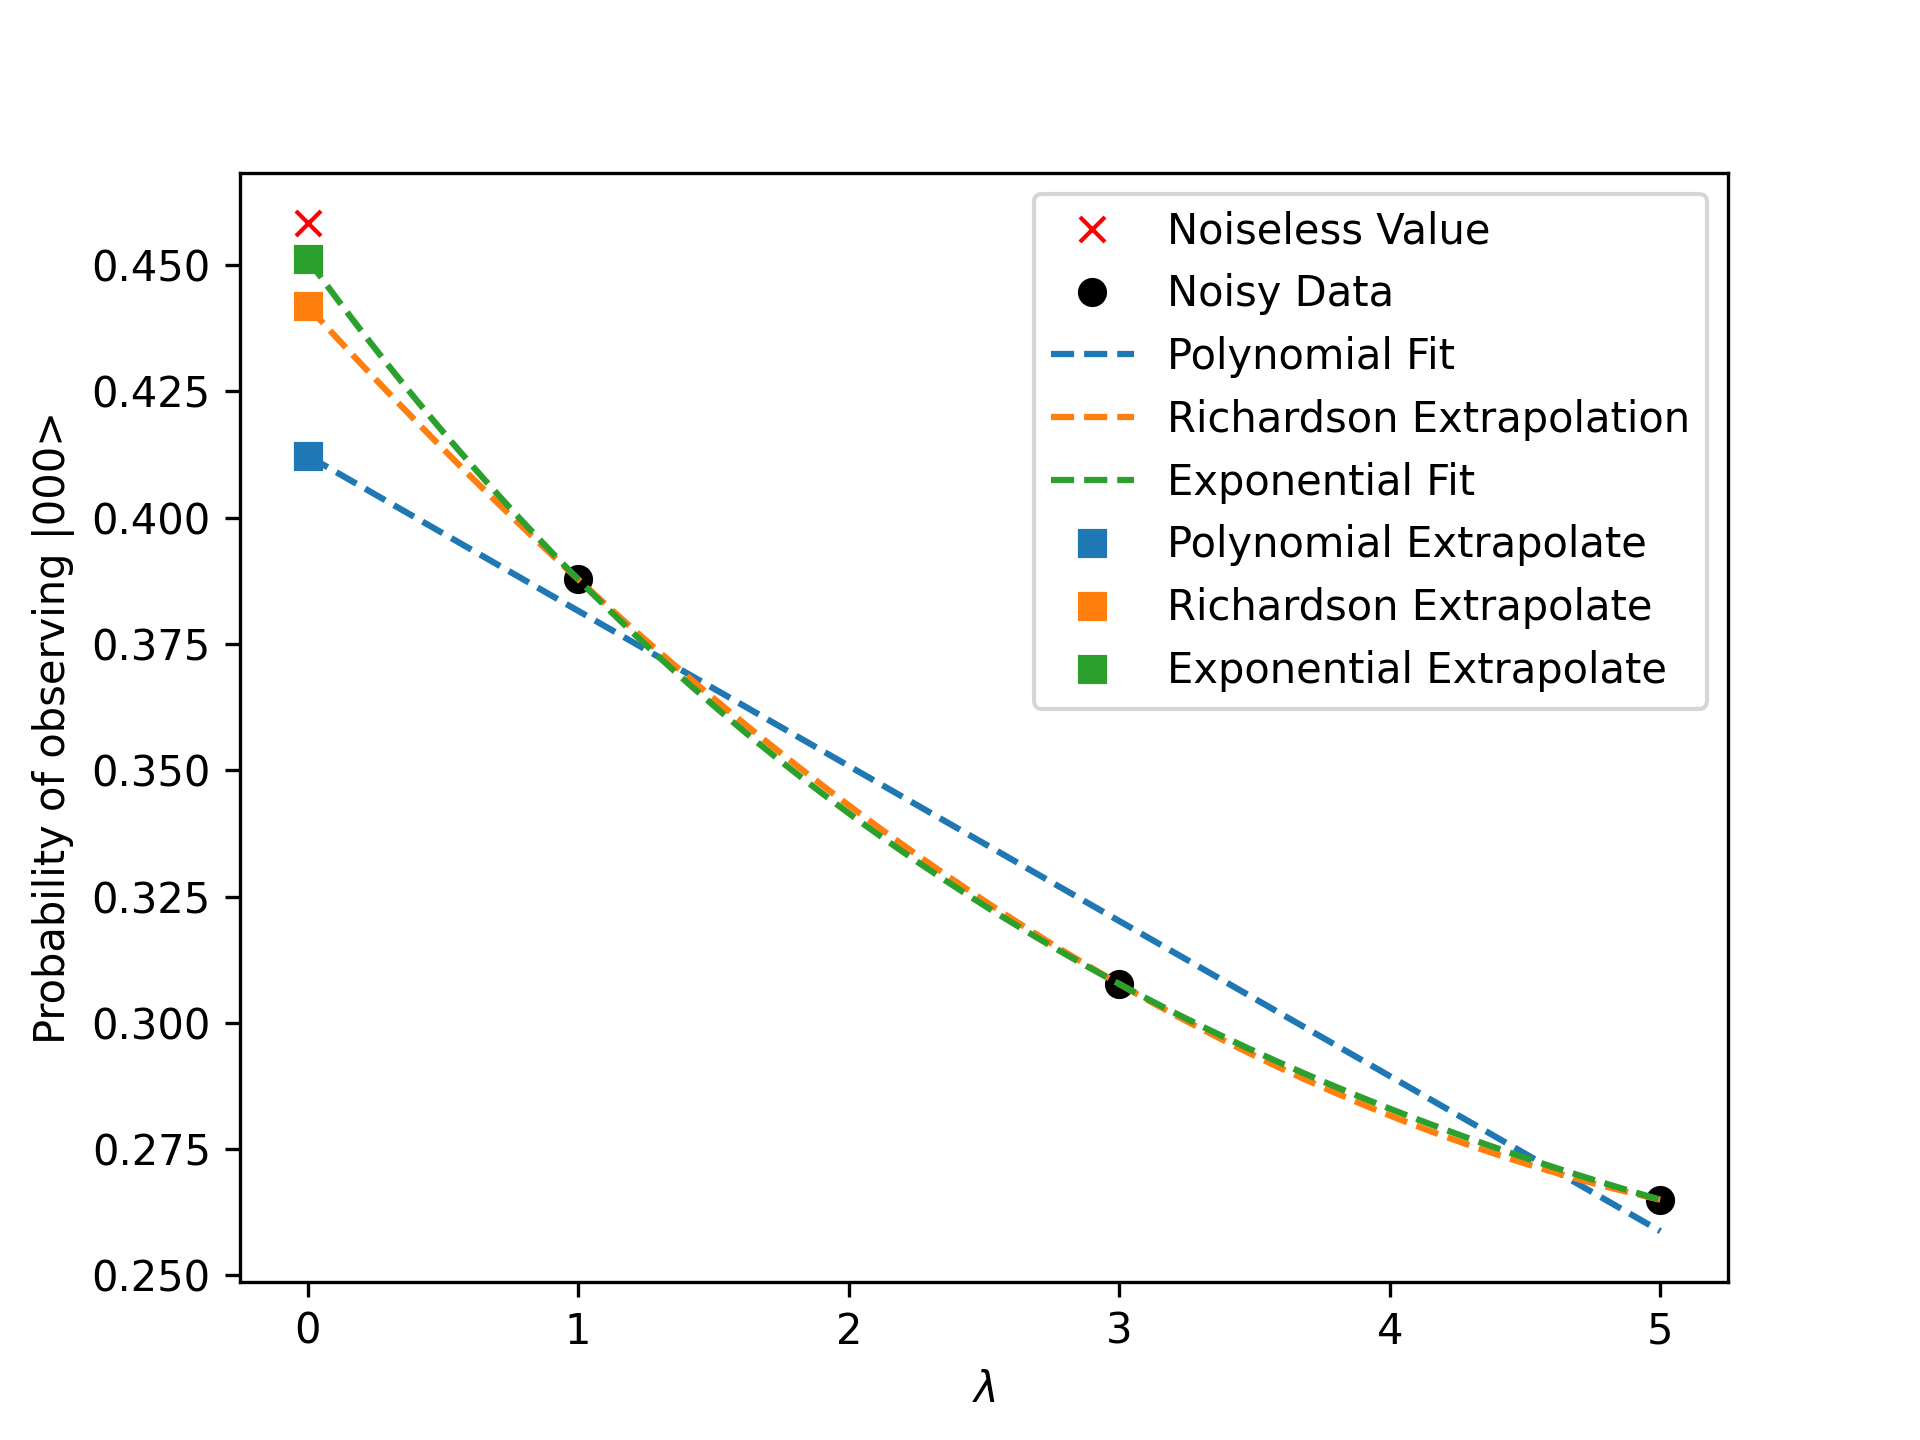 Noiseless Value
Noisy Data
Polynomial Fit
Richardson Extrapolation
Exponential Fit
Polynomial Extrapolate
Richardson Extrapolate
Exponential Extrapolate
Probability of observing |000>
0.450
0.425
0.400
0.375
0.350
0.325
0.300
0.275
0.250
0 1 2 3 4 5
λ